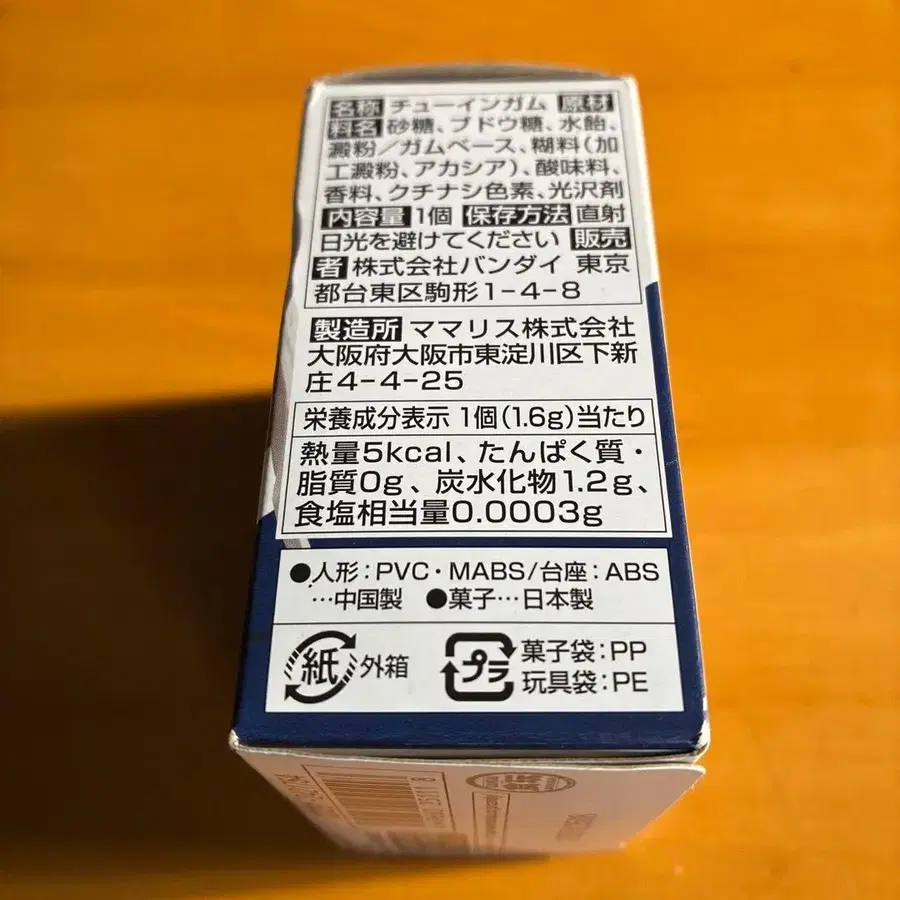 名称 チューインガム 原材
料名 砂糖、ブドウ糖、水飴、
澱粉／ガムベース、糊料(加
工澱粉、アカシア)、酸味料、
香料、クチナシ色素、光沢剤
内容量 1個 保存方法 直射
日光を避けてください 販売
者 株式会社バンダイ 東京
都台東区駒形1-4-8
製造所 ママリス株式会社
大阪府大阪市東淀川区下新
庄4-4-25
栄養成分表示 1個(1.6g)当たり
熱量5kcal、たんぱく質・
脂質0g、炭水化物1.2g、
食塩相当量0.0003g
●人形：PVC・MABS/台座：ABS
…中国製 ●菓子…日本製
紙 外箱
プラ 菓子袋：PP
玩具袋：PE